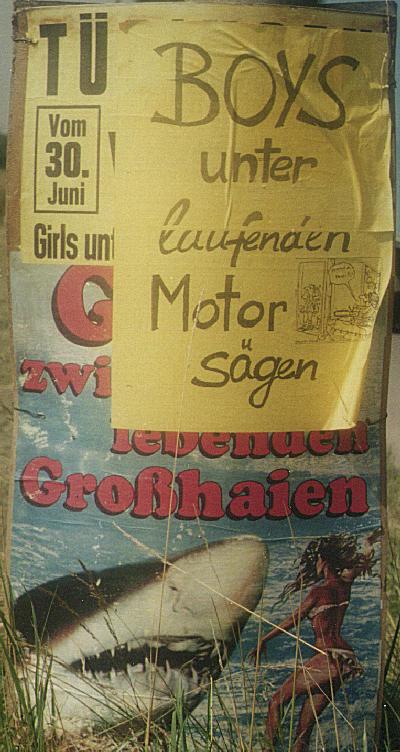 TÜ
BOYS
unter
laufenden
Motor
sägen
Vom
30.
Juni
Girls unt
G
zwi
lebenden
Großhaien